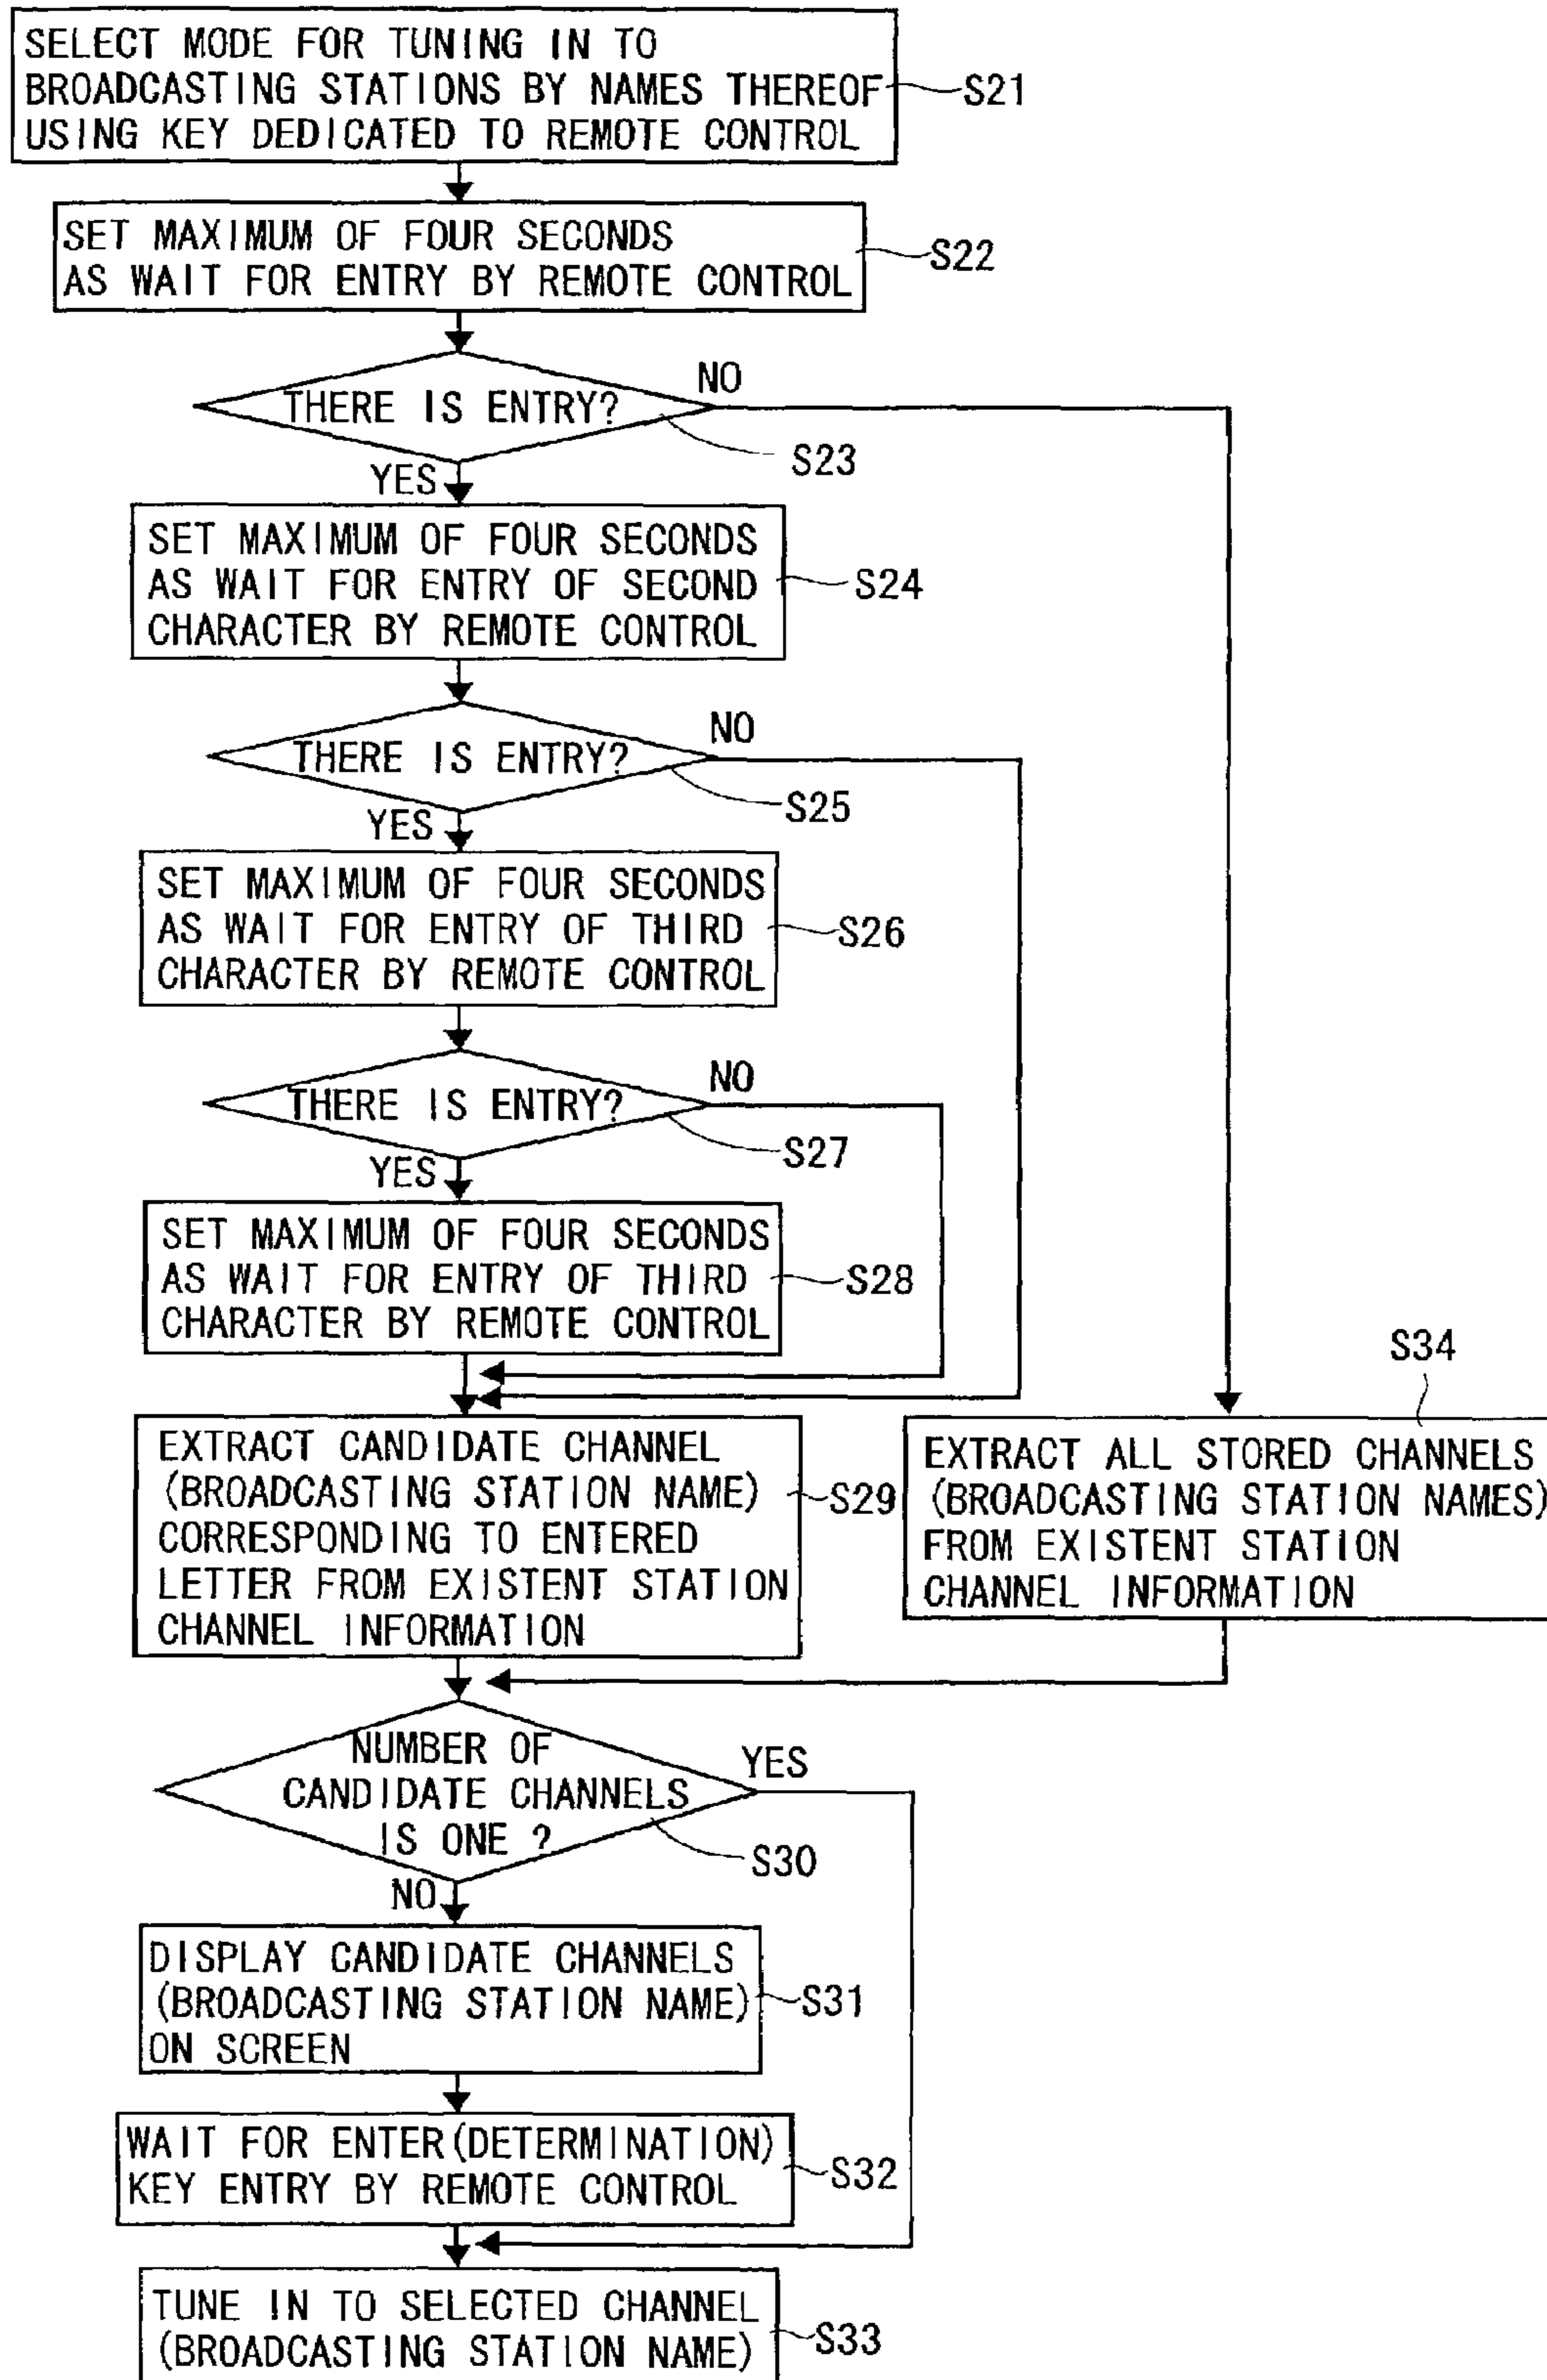 SELECT MODE FOR TUNING IN TO
BROADCASTING STATIONS BY NAMES THEREOF
USING KEY DEDICATED TO REMOTE CONTROL
S21
SET MAXIMUM OF FOUR SECONDS
AS WAIT FOR ENTRY BY REMOTE CONTROL
S22
THERE IS ENTRY?
NO
S23
YES
SET MAXIMUM OF FOUR SECONDS
AS WAIT FOR ENTRY OF SECOND
CHARACTER BY REMOTE CONTROL
S24
THERE IS ENTRY?
NO
S25
YES
SET MAXIMUM OF FOUR SECONDS
AS WAIT FOR ENTRY OF THIRD
CHARACTER BY REMOTE CONTROL
S26
THERE IS ENTRY?
NO
S27
YES
SET MAXIMUM OF FOUR SECONDS
AS WAIT FOR ENTRY OF THIRD
CHARACTER BY REMOTE CONTROL
S28
EXTRACT CANDIDATE CHANNEL
(BROADCASTING STATION NAME)
CORRESPONDING TO ENTERED
LETTER FROM EXISTENT STATION
CHANNEL INFORMATION
S29
S34
EXTRACT ALL STORED CHANNELS
(BROADCASTING STATION NAMES)
FROM EXISTENT STATION
CHANNEL INFORMATION
NUMBER OF
CANDIDATE CHANNELS
IS ONE ?
YES
S30
NO
DISPLAY CANDIDATE CHANNELS
(BROADCASTING STATION NAME)
ON SCREEN
S31
WAIT FOR ENTER(DETERMINATION)
KEY ENTRY BY REMOTE CONTROL
S32
TUNE IN TO SELECTED CHANNEL
(BROADCASTING STATION NAME)
S33